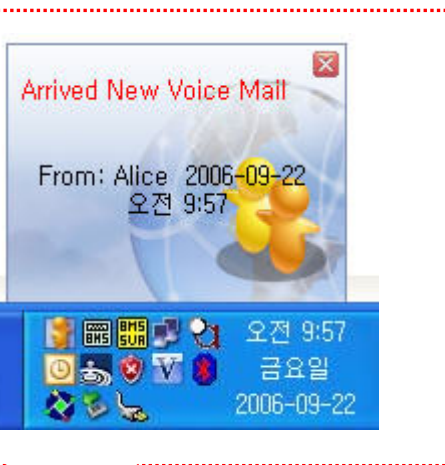 Arrived New Voice Mail
From: Alice 2006-09-22
오전 9:57
BMS
BMS
SVR
V
오전 9:57
금요일
2006-09-22